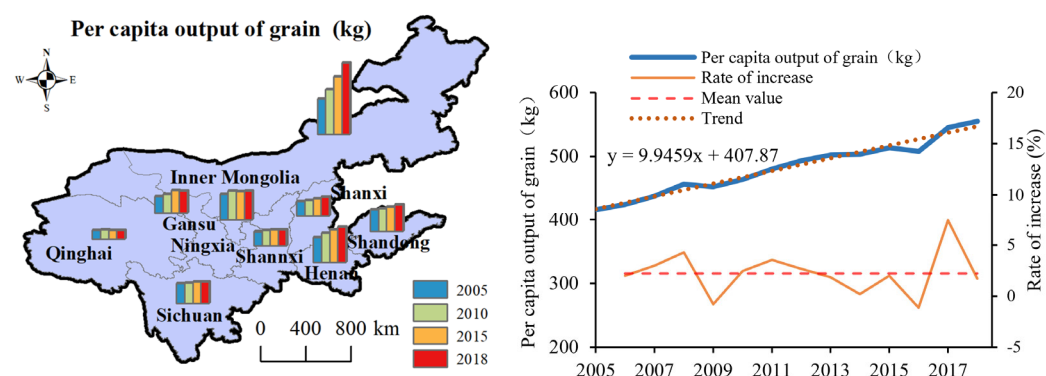 Per capita output of grain (kg)
N
W E
S
Inner Mongolia
Shanxi
Gansu
Ningxia
Shandong
Qinghai
Shannxi
Henan
Sichuan
2005
2010
2015
2018
0 400 800 km
Per capita output of grain（kg）
Rate of increase
Mean value
Trend
y = 9.9459x + 407.87
Per capita output of grain（kg）
600
500
400
300
200
Rate of increase (%)
20
15
10
5
0
-5
2005 2007 2009 2011 2013 2015 2017